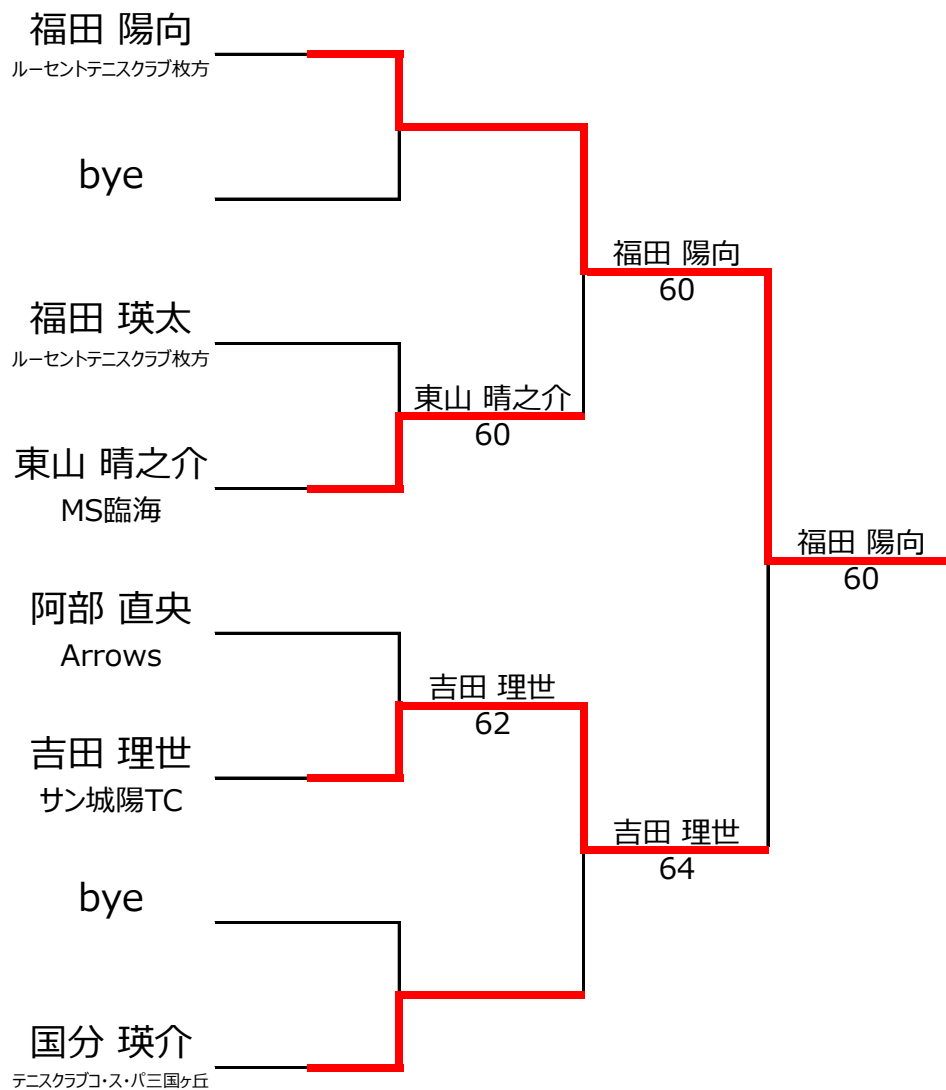 福田 陽向
ルーセントテニスクラブ枚方
bye
福田 陽向
60
福田 瑛太
ルーセントテニスクラブ枚方
東山 晴之介
60
東山 晴之介
MS臨海
福田 陽向
60
阿部 直央
Arrows
吉田 理世
62
吉田 理世
サン城陽TC
吉田 理世
64
bye
国分 瑛介
テニスクラブコ・ス・パ三国ヶ丘